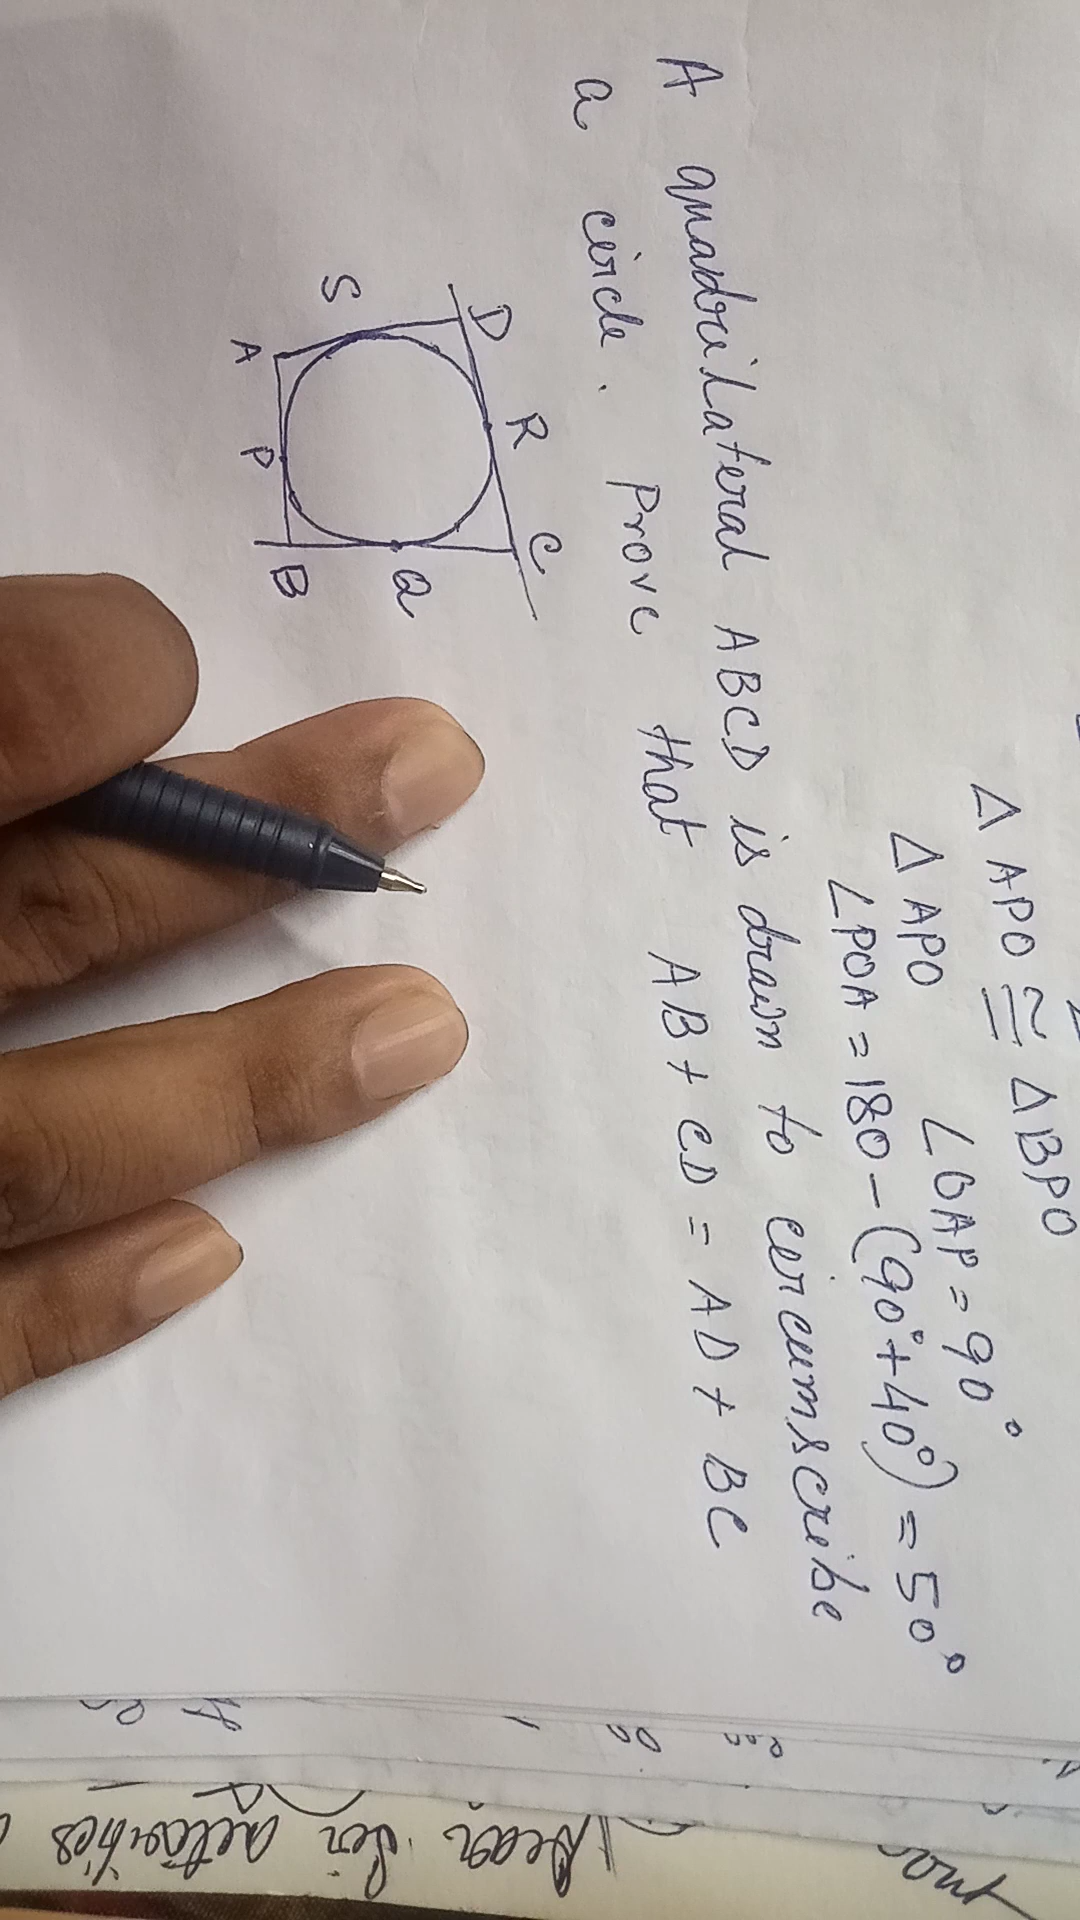 Δ APO ≅ Δ BPO
Δ APO ∠OAP = 90°
∠POA = 180 - (90° + 40°) = 50°
A quadrilateral ABCD is drawn to circumscribe
a circle. Prove that AB + CD = AD + BC
D R C
S Q
A P B